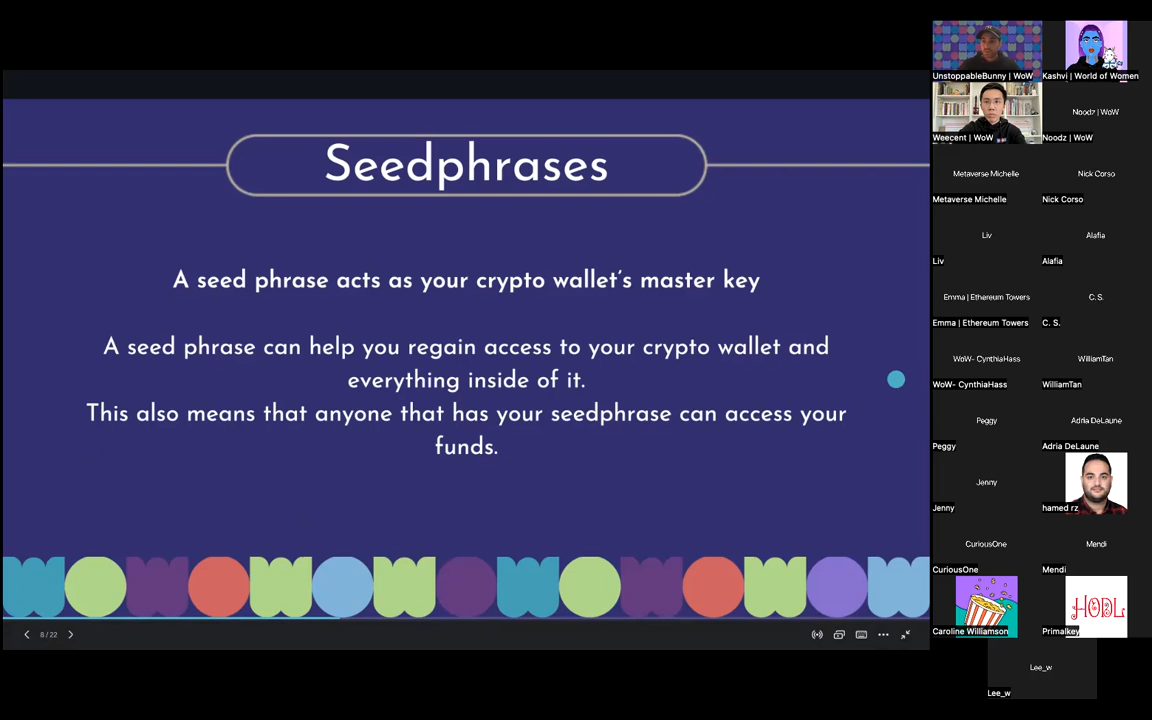 Seedphrases
A seed phrase acts as your crypto wallet's master key
A seed phrase can help you regain access to your crypto wallet and
everything inside of it.
This also means that anyone that has your seedphrase can access your
funds.
8 / 22
UnstoppableBunny | WoW
Kashvi | World of Women
Weecent | WoW
Noodz | WoW
Noodz | WoW
Metaverse Michelle
Metaverse Michelle
Nick Corso
Nick Corso
Liv
Liv
Alafia
Alafia
Emma | Ethereum Towers
Emma | Ethereum Towers
C. S.
C. S.
WoW- CynthiaHass
WoW- CynthiaHass
WilliamTan
WilliamTan
Peggy
Peggy
Adria DeLaune
Adria DeLaune
Jenny
Jenny
hamed rz
CuriousOne
CuriousOne
Mendi
Mendi
Caroline Williamson
HODL
Primalkey
Lee_w
Lee_w